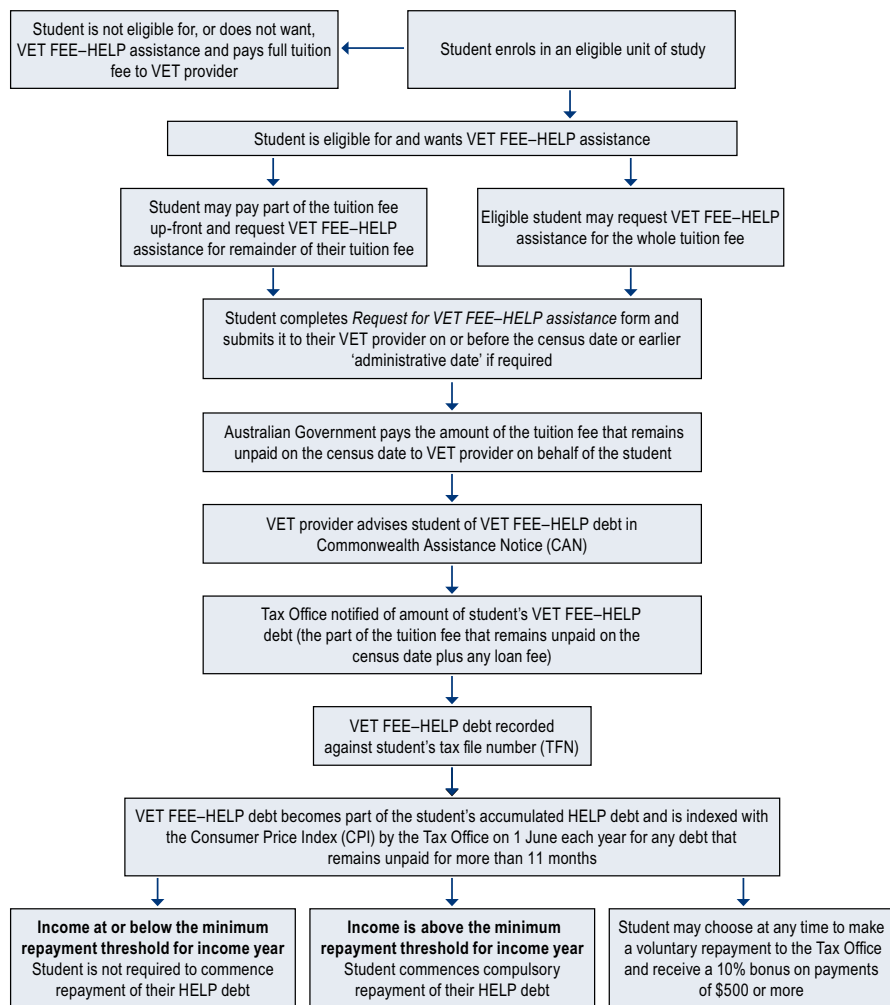 Student is not eligible for, or does not want,
VET FEE–HELP assistance and pays full tuition
fee to VET provider
Student enrols in an eligible unit of study
Student is eligible for and wants VET FEE–HELP assistance
Student may pay part of the tuition fee
up-front and request VET FEE–HELP
assistance for remainder of their tuition fee
Eligible student may request VET FEE–HELP
assistance for the whole tuition fee
Student completes Request for VET FEE–HELP assistance form and
submits it to their VET provider on or before the census date or earlier
‘administrative date’ if required
Australian Government pays the amount of the tuition fee that remains
unpaid on the census date to VET provider on behalf of the student
VET provider advises student of VET FEE–HELP debt in
Commonwealth Assistance Notice (CAN)
Tax Office notified of amount of student’s VET FEE–HELP
debt (the part of the tuition fee that remains unpaid on the
census date plus any loan fee)
VET FEE–HELP debt recorded
against student’s tax file number (TFN)
VET FEE–HELP debt becomes part of the student’s accumulated HELP debt and is indexed with
the Consumer Price Index (CPI) by the Tax Office on 1 June each year for any debt that
remains unpaid for more than 11 months
Income at or below the minimum
repayment threshold for income year
Student is not required to commence
repayment of their HELP debt
Income is above the minimum
repayment threshold for income year
Student commences compulsory
repayment of their HELP debt
Student may choose at any time to make
a voluntary repayment to the Tax Office
and receive a 10% bonus on payments
of $500 or more